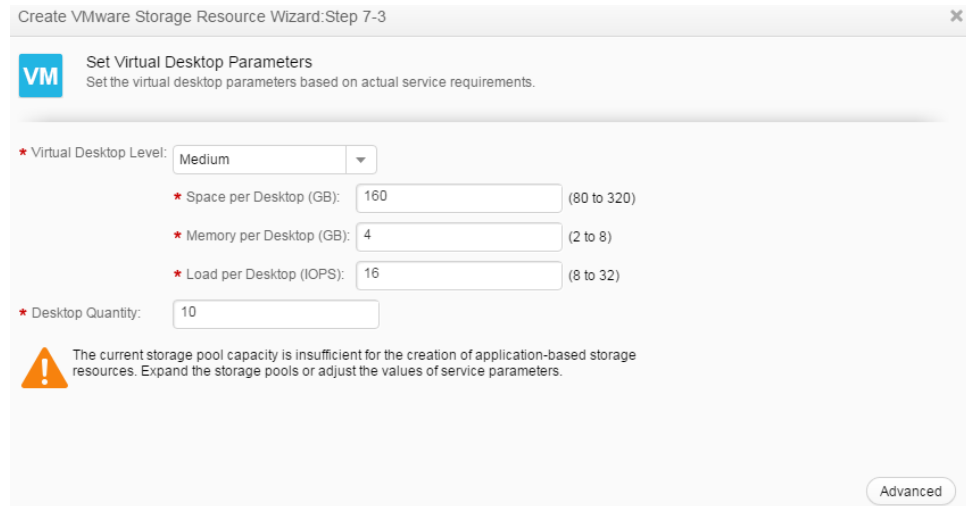 Create VMware Storage Resource Wizard:Step 7-3
VM
Set Virtual Desktop Parameters
Set the virtual desktop parameters based on actual service requirements.
* Virtual Desktop Level: Medium
* Space per Desktop (GB): 160 (80 to 320)
* Memory per Desktop (GB): 4 (2 to 8)
* Load per Desktop (IOPS): 16 (8 to 32)
* Desktop Quantity: 10
The current storage pool capacity is insufficient for the creation of application-based storage
resources. Expand the storage pools or adjust the values of service parameters.
Advanced